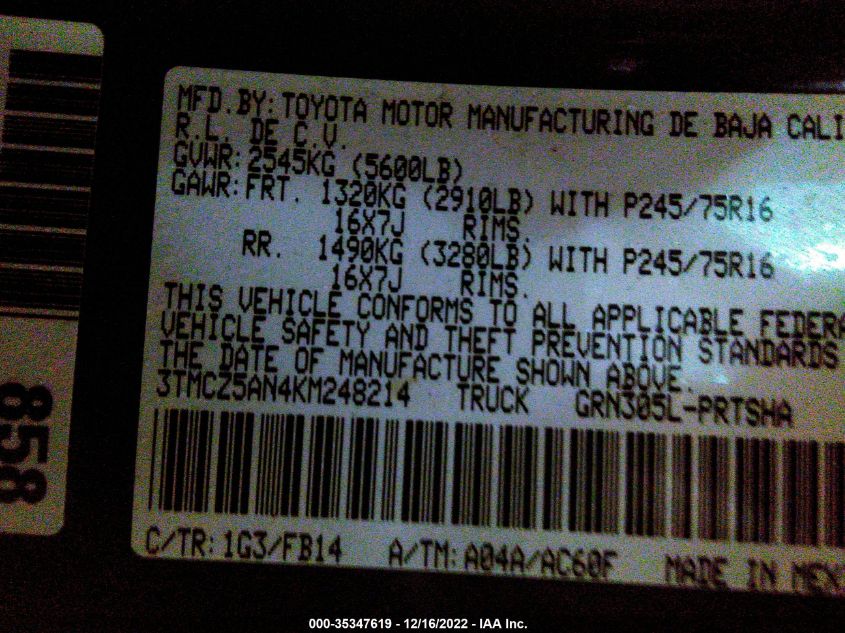 MFD.BY: TOYOTA MOTOR MANUFACTURING DE BAJA CALI
R.L. DE C.V.
GVWR: 2545KG (5600LB)
GAWR: FRT. 1320KG (2910LB) WITH P245/75R16
16X7J RIMS,
RR. 1490KG (3280LB) WITH P245/75R16
16X7J RIMS.
THIS VEHICLE CONFORMS TO ALL APPLICABLE FEDERA
VEHICLE SAFETY AND THEFT PREVENTION STANDARDS
THE DATE OF MANUFACTURE SHOWN ABOVE.
3TMCZ5AN4KM248214 TRUCK GRN305L-PRTSHA
C/TR: 1G3/FB14 A/TM: A04A/AC60F MADE IN MEX
858
000-35347619 - 12/16/2022 - IAA Inc.